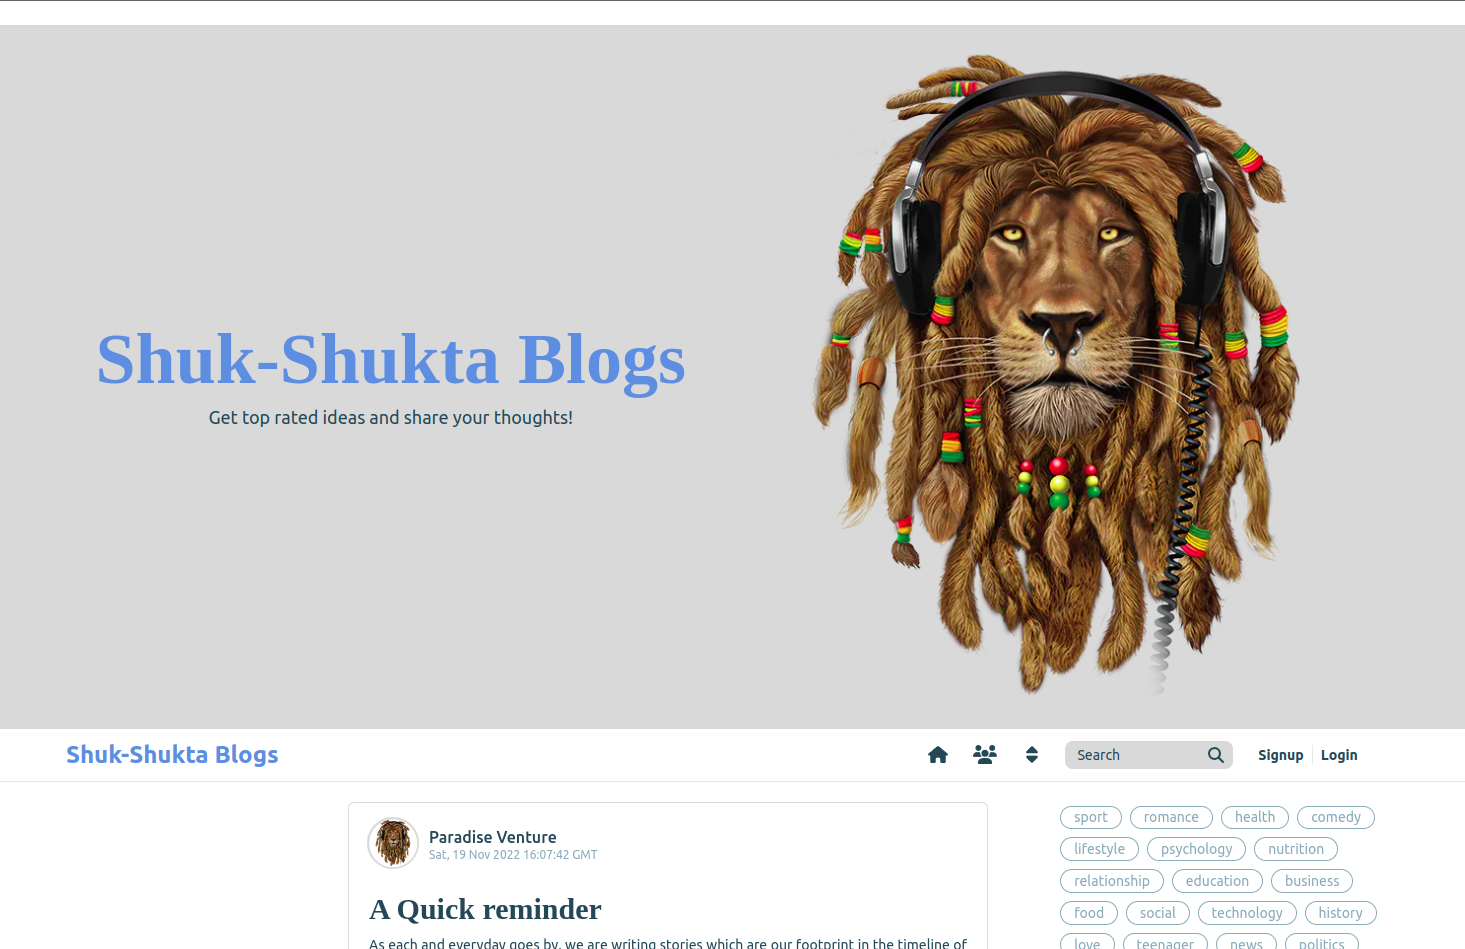 Shuk-Shukta Blogs
Get top rated ideas and share your thoughts!
Shuk-Shukta Blogs
Search
Signup
Login
Paradise Venture
Sat, 19 Nov 2022 16:07:42 GMT
A Quick reminder
As each and everyday goes by, we are writing stories which are our footprint in the timeline of
sport romance health comedy
lifestyle psychology nutrition
relationship education business
food social technology history
love teenager news politics